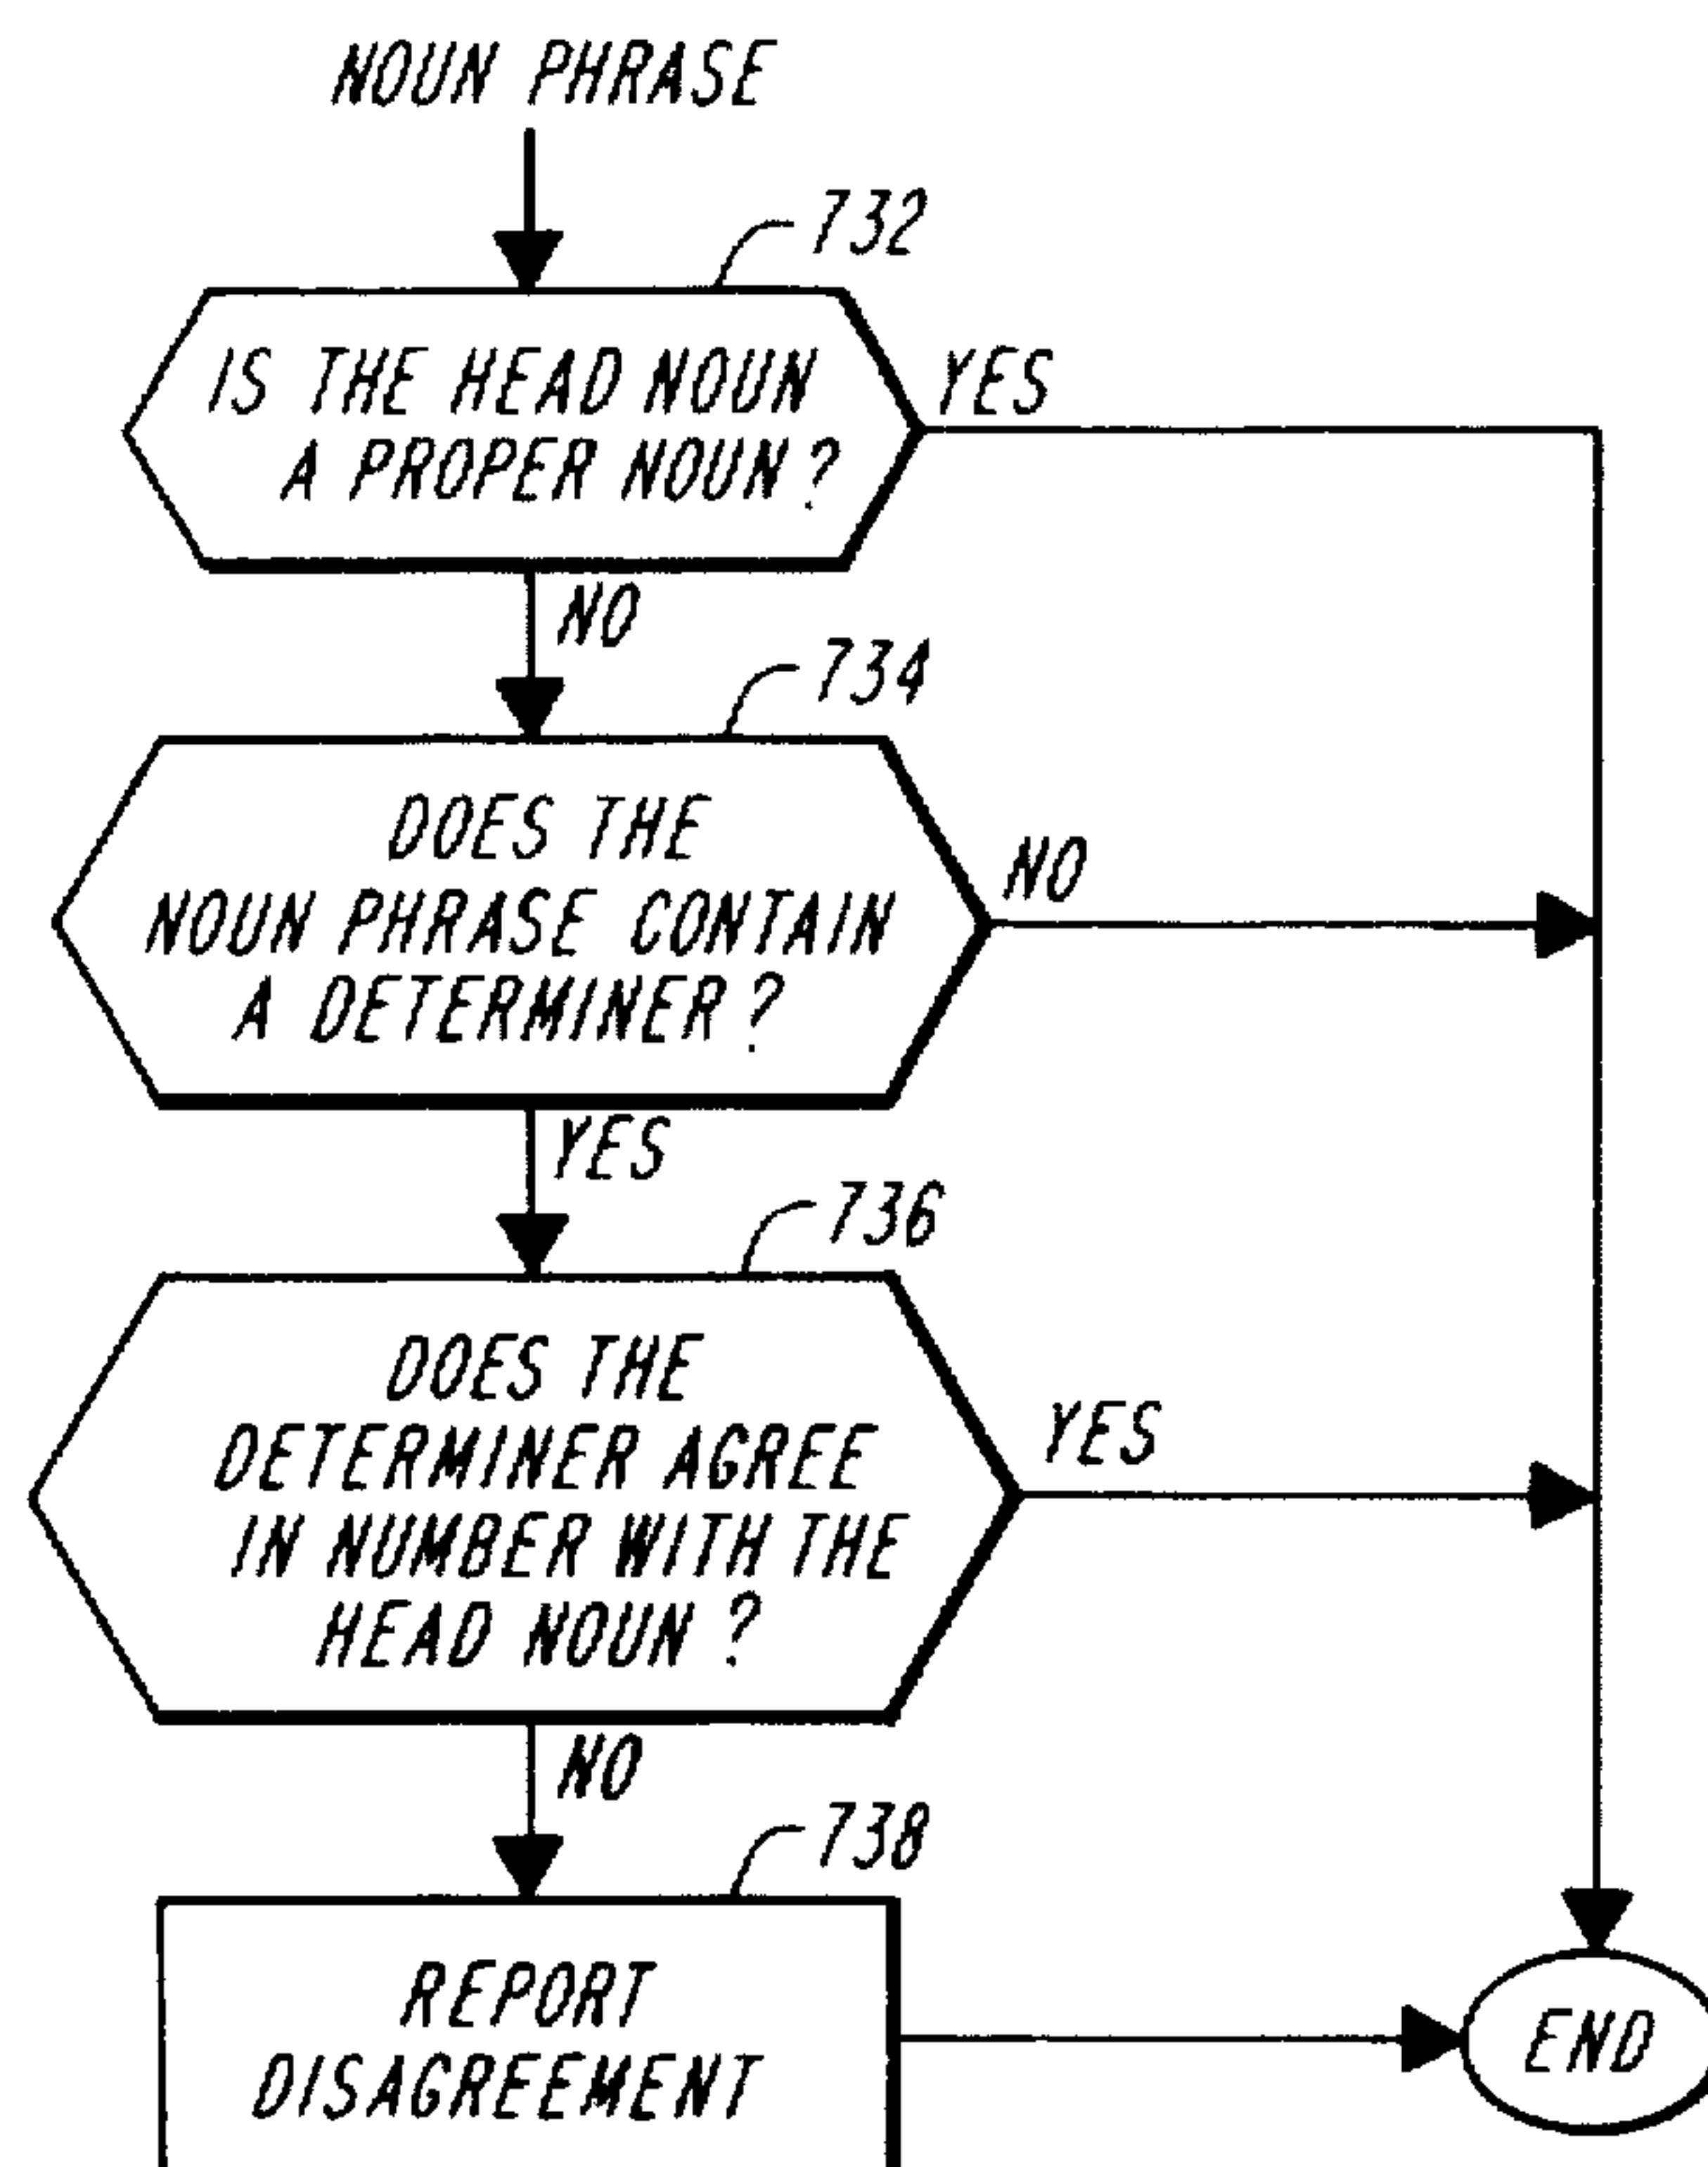 NOUN PHRASE
732
IS THE HEAD NOUN
A PROPER NOUN?
YES
NO
734
DOES THE
NOUN PHRASE CONTAIN
A DETERMINER?
NO
YES
736
DOES THE
DETERMINER AGREE
IN NUMBER WITH THE
HEAD NOUN?
YES
NO
738
REPORT
DISAGREEMENT
END